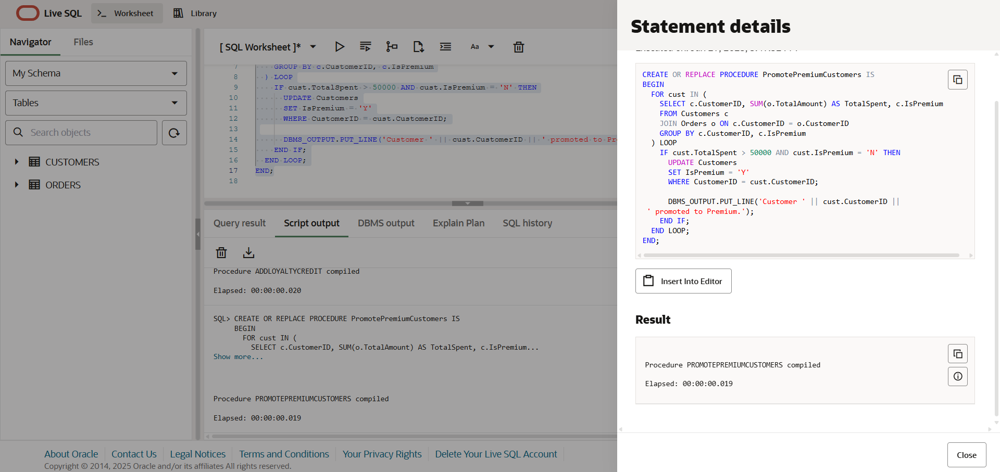 Live SQL
Worksheet
Library
Navigator
Files
My Schema
Tables
Search objects
CUSTOMERS
ORDERS
[ SQL Worksheet ]*
Aa
7 GROUP BY c.CustomerID, c.IsPremium
8 ) LOOP
9 IF cust.TotalSpent > 50000 AND cust.IsPremium = 'N' THEN
10 UPDATE Customers
11 SET IsPremium = 'Y'
12 WHERE CustomerID = cust.CustomerID;
13
14 DBMS_OUTPUT.PUT_LINE('Customer ' || cust.CustomerID || ' promoted to Pr
15 END IF;
16 END LOOP;
17 END;
18
Query result
Script output
DBMS output
Explain Plan
SQL history
Procedure ADDLOYALTYCREDIT compiled
Elapsed: 00:00:00.020
SQL> CREATE OR REPLACE PROCEDURE PromotePremiumCustomers IS
BEGIN
FOR cust IN (
SELECT c.CustomerID, SUM(o.TotalAmount) AS TotalSpent, c.IsPremium...
Show more...
Procedure PROMOTEPREMIUMCUSTOMERS compiled
Elapsed: 00:00:00.019
Statement details
CREATE OR REPLACE PROCEDURE PromotePremiumCustomers IS
BEGIN
FOR cust IN (
SELECT c.CustomerID, SUM(o.TotalAmount) AS TotalSpent, c.IsPremium
FROM Customers c
JOIN Orders o ON c.CustomerID = o.CustomerID
GROUP BY c.CustomerID, c.IsPremium
) LOOP
IF cust.TotalSpent > 50000 AND cust.IsPremium = 'N' THEN
UPDATE Customers
SET IsPremium = 'Y'
WHERE CustomerID = cust.CustomerID;
DBMS_OUTPUT.PUT_LINE('Customer ' || cust.CustomerID ||
' promoted to Premium.');
END IF;
END LOOP;
END;
Insert Into Editor
Result
Procedure PROMOTEPREMIUMCUSTOMERS compiled
Elapsed: 00:00:00.019
Close
About Oracle
Contact Us
Legal Notices
Terms and Conditions
Your Privacy Rights
Delete Your Live SQL Account
Copyright © 2014, 2025 Oracle and/or its affiliates All rights reserved.